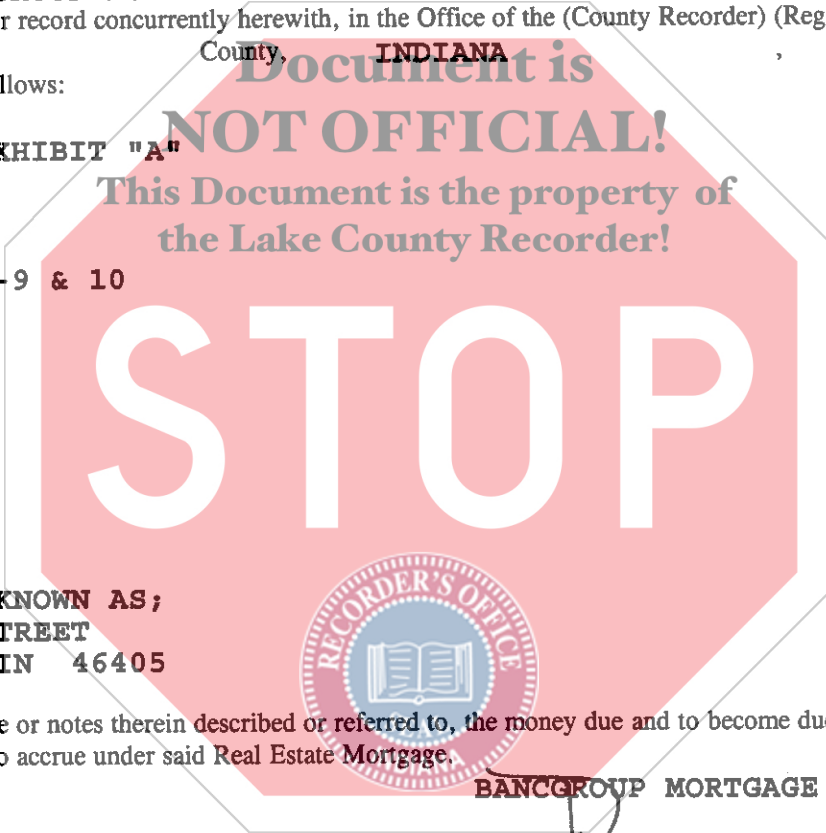 r record concurrently herewith, in the Office of the (County Recorder) (Reg
County, INDIANA ,
Document is
llows:
NOT OFFICIAL!
XHIBIT "A"
This Document is the property of
the Lake County Recorder!
-9 & 10
STOP
RECORDER'S OFFICE
KNOWN AS;
TREET
IN 46405
e or notes therein described or referred to, the money due and to become du
o accrue under said Real Estate Mortgage.
INDIANA
BANCGROUP MORTGAGE